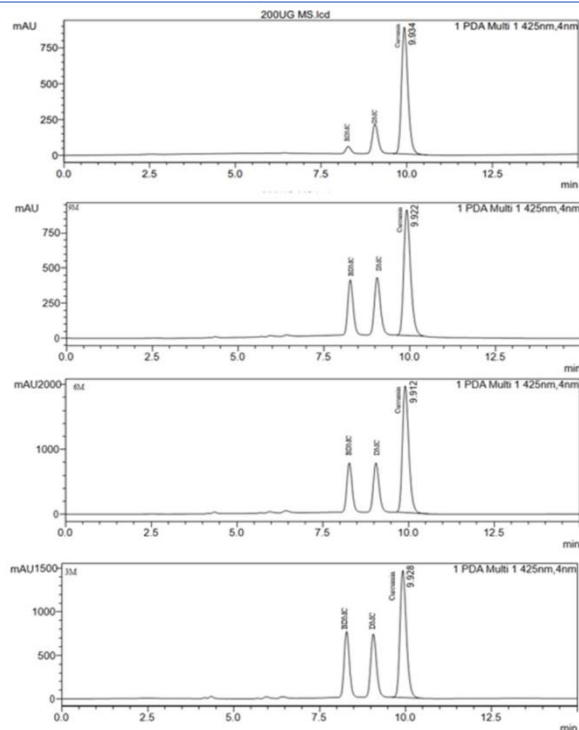 200UG MS.lcd
mAU 1 PDA Multi 1 425nm,4nm
750
500
250
0
BDMC DMC Curcumin 9.934
0.0 2.5 5.0 7.5 10.0 12.5
min
mAU 9M 1 PDA Multi 1 425nm,4nm
750
500
250
0
BDMC DMC Curcumin 9.922
0.0 2.5 5.0 7.5 10.0 12.5
min
mAU2000 6M 1 PDA Multi 1 425nm,4nm
1000
0
BDMC DMC Curcumin 9.912
0.0 2.5 5.0 7.5 10.0 12.5
min
mAU1500 3M 1 PDA Multi 1 425nm,4nm
1000
500
0
BDMC DMC Curcumin 9.928
0.0 2.5 5.0 7.5 10.0 12.5
min